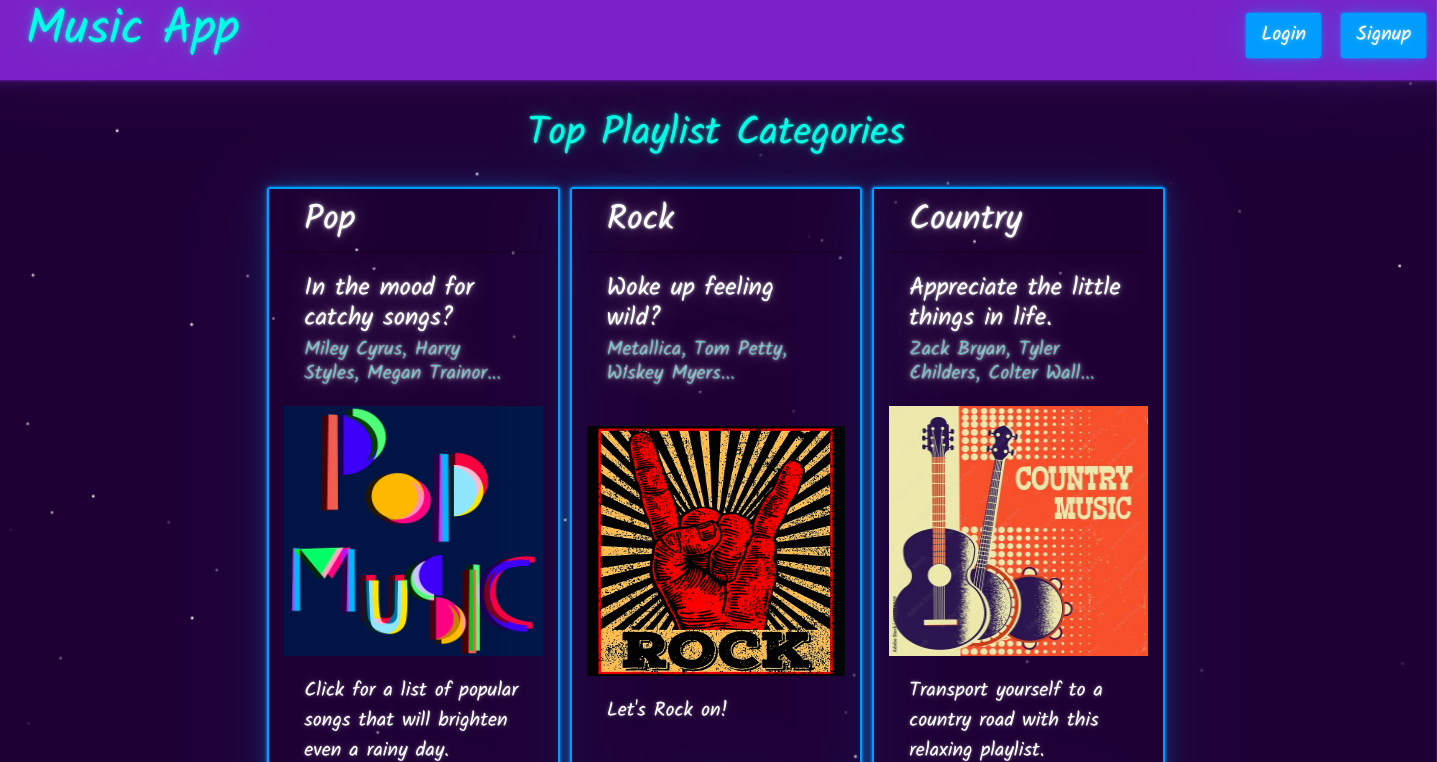 Music App
Login
Signup
Top Playlist Categories
Pop
In the mood for
catchy songs?
Miley Cyrus, Harry
Styles, Megan Trainor...
Pop
Music
Click for a list of popular
songs that will brighten
even a rainy day.
Rock
Woke up feeling
wild?
Metallica, Tom Petty,
Wiskey Myers...
ROCK
Let's Rock on!
Country
Appreciate the little
things in life.
Zack Bryan, Tyler
Childers, Colter Wall...
COUNTRY
MUSIC
Transport yourself to a
country road with this
relaxing playlist.